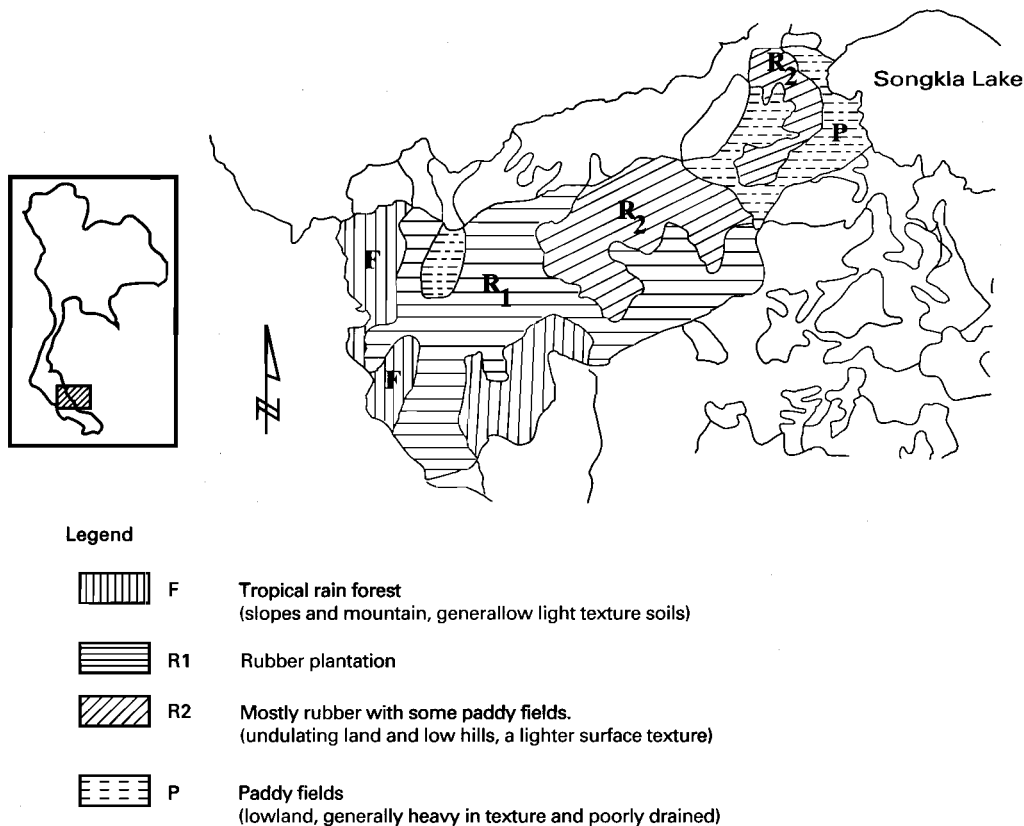 R2
Songkla Lake
P
R2
F
R1
F
N
Legend
F Tropical rain forest
(slopes and mountain, generallow light texture soils)
R1 Rubber plantation
R2 Mostly rubber with some paddy fields.
(undulating land and low hills, a lighter surface texture)
P Paddy fields
(lowland, generally heavy in texture and poorly drained)